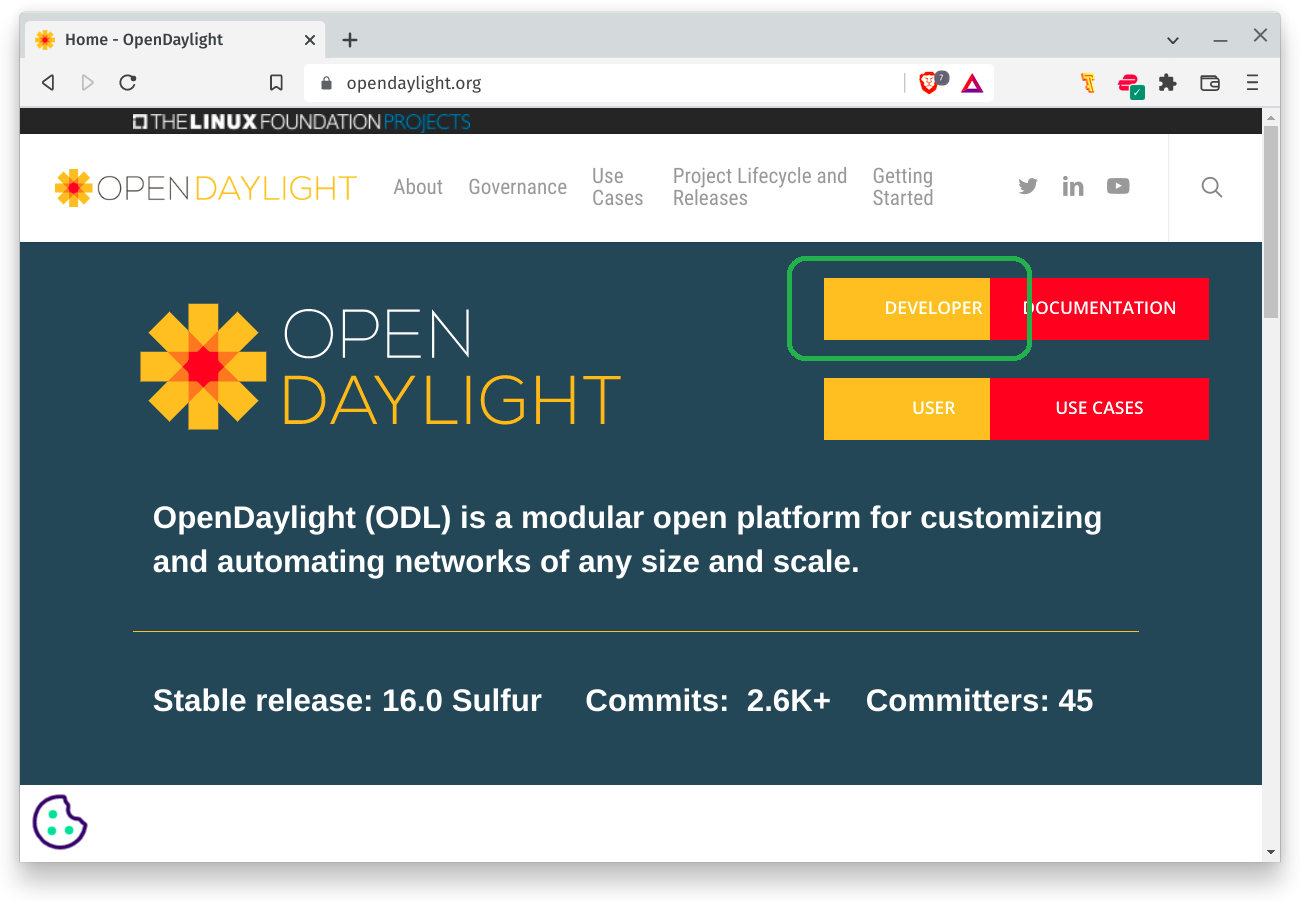 Home - OpenDaylight
opendaylight.org
7
THE LINUX FOUNDATION PROJECTS
OPEN DAYLIGHT
About
Governance
Use
Cases
Project Lifecycle and
Releases
Getting
Started
in
DEVELOPER
DOCUMENTATION
OPEN
DAYLIGHT
USER
USE CASES
OpenDaylight (ODL) is a modular open platform for customizing
and automating networks of any size and scale.
Stable release: 16.0 Sulfur
Commits: 2.6K+
Committers: 45